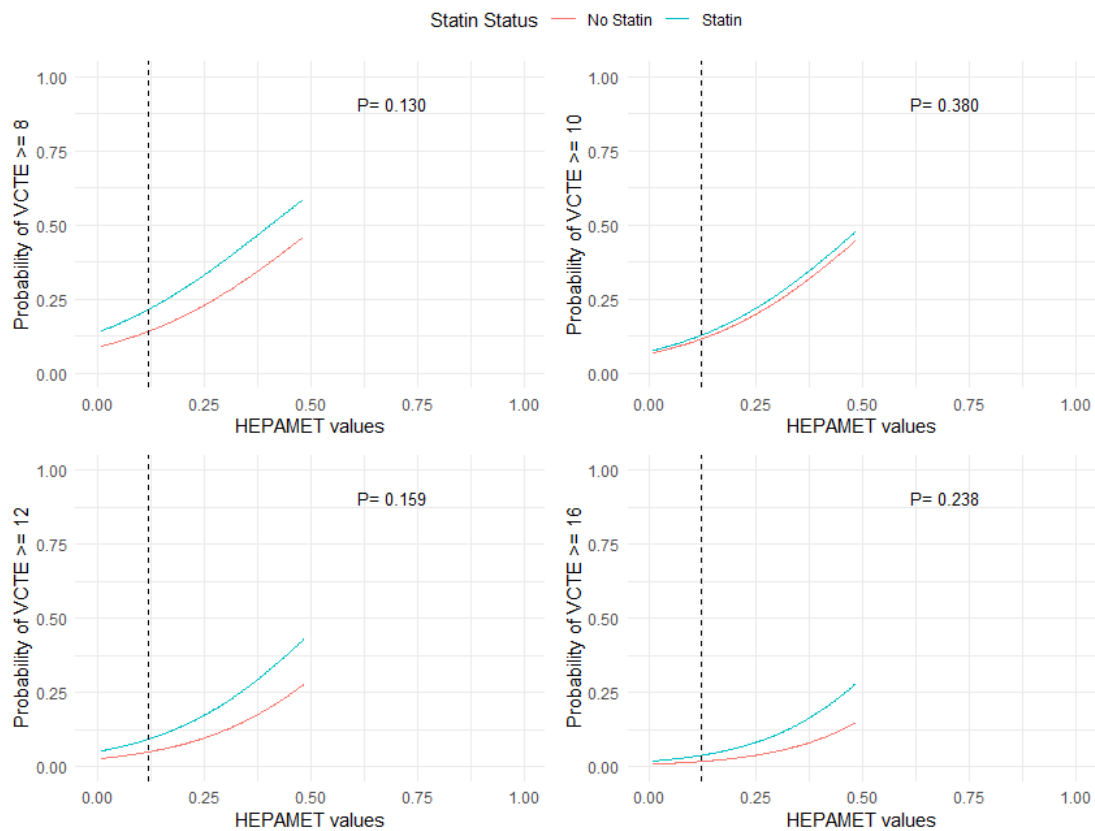 Statin Status No Statin Statin
P= 0.130
Probability of VCTE >= 8
1.00
0.75
0.50
0.25
0.00
0.00 0.25 0.50 0.75 1.00
HEPAMET values
P= 0.380
Probability of VCTE >= 10
1.00
0.75
0.50
0.25
0.00
0.00 0.25 0.50 0.75 1.00
HEPAMET values
P= 0.159
Probability of VCTE >= 12
1.00
0.75
0.50
0.25
0.00
0.00 0.25 0.50 0.75 1.00
HEPAMET values
P= 0.238
Probability of VCTE >= 16
1.00
0.75
0.50
0.25
0.00
0.00 0.25 0.50 0.75 1.00
HEPAMET values